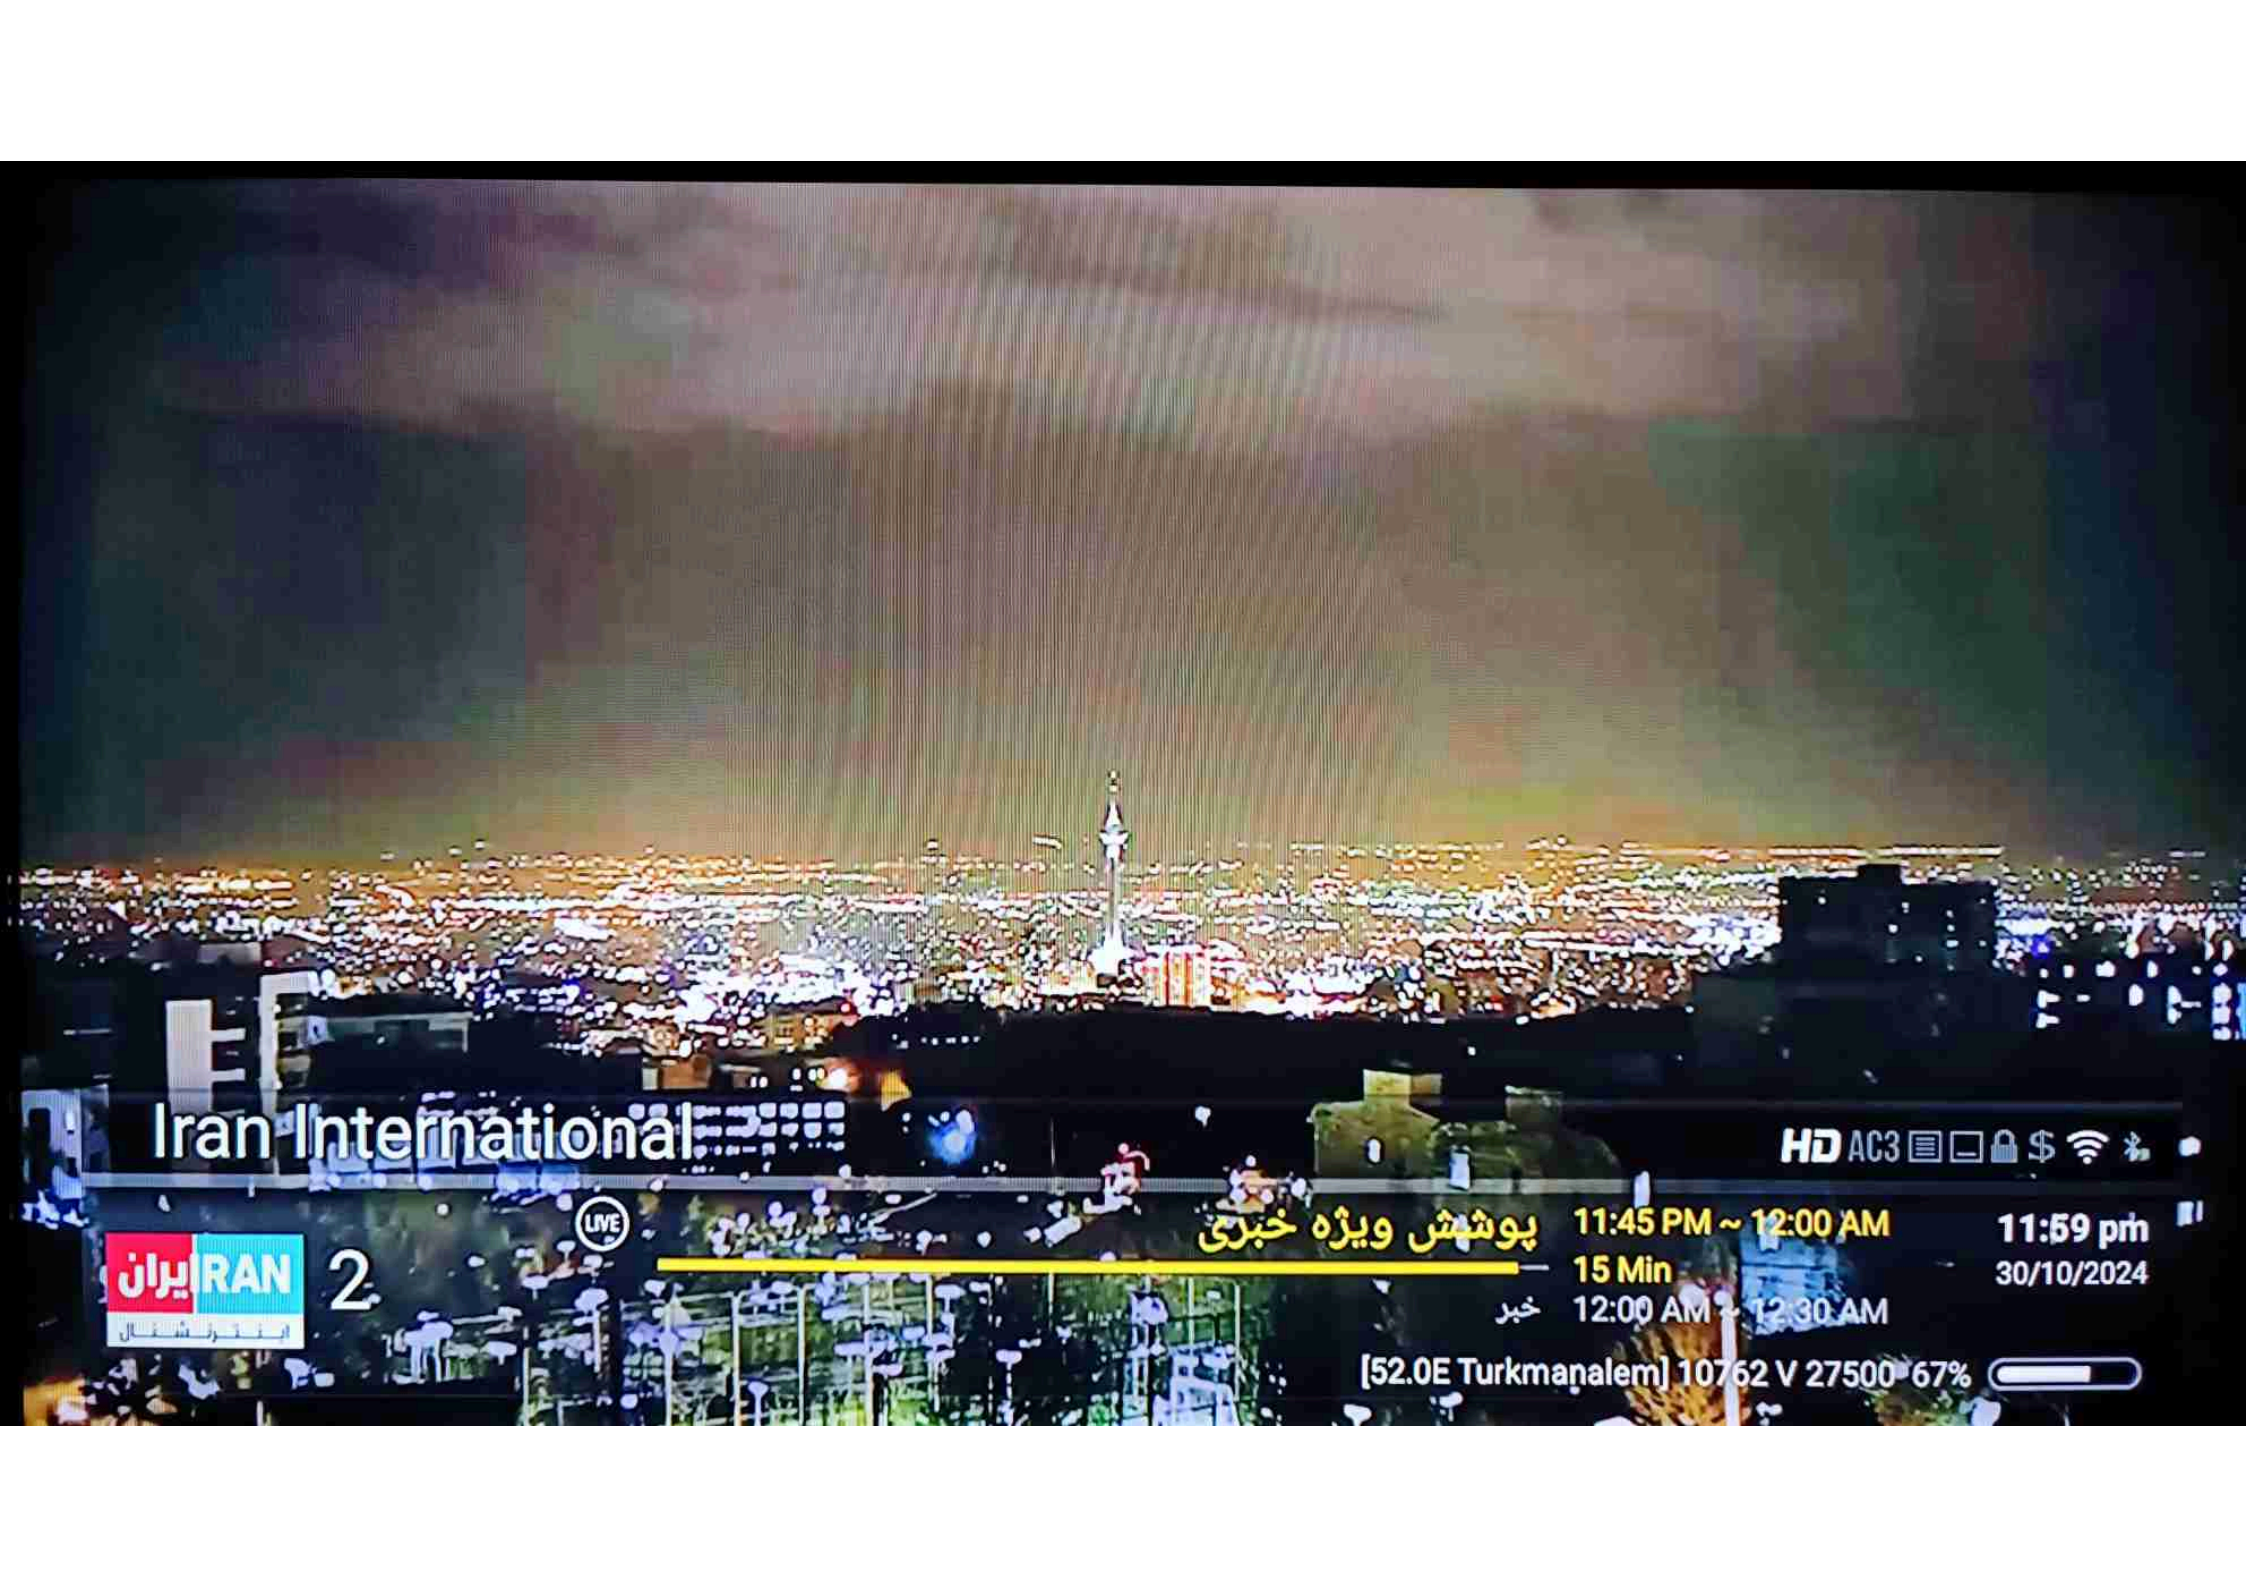 Iran International
HD AC3 $
LIVE
پوشش ویژه خبری 11:45 PM ~ 12:00 AM
11:59 pm
ایران IRAN
اینترنشنال
2
15 Min
30/10/2024
خبر 12:00 AM ~ 12:30 AM
[52.0E Turkmanalem] 10762 V 27500 67%